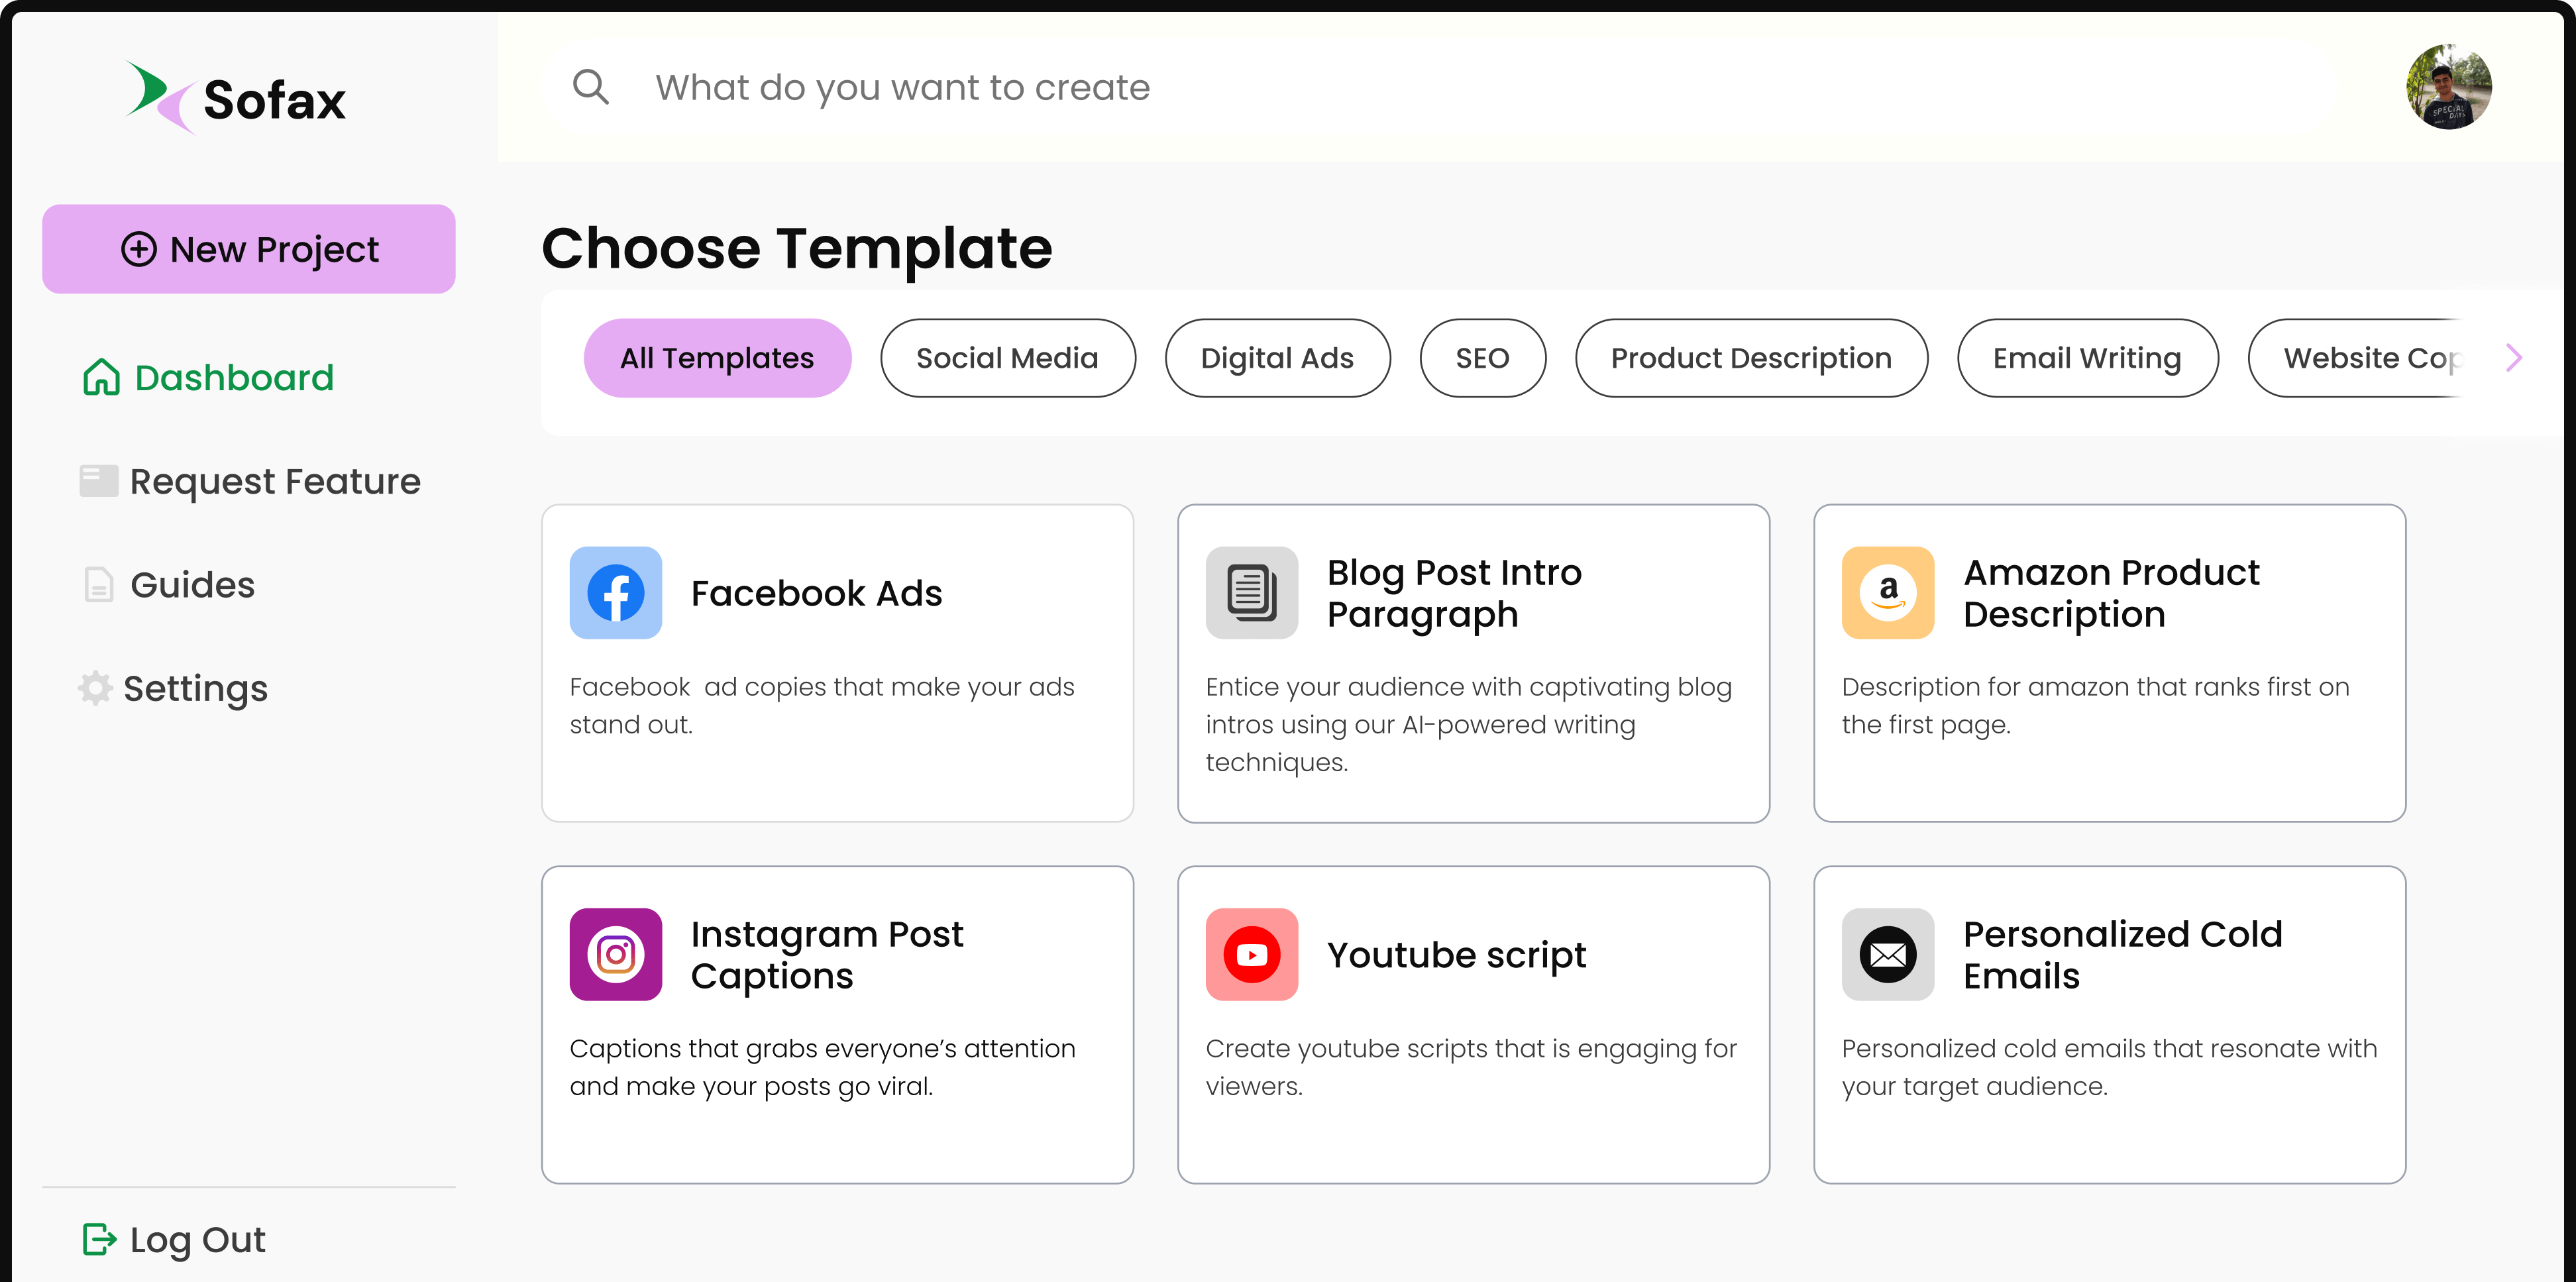 Sofax
What do you want to create
SPECIAL
DAYS
New Project
Dashboard
Request Feature
Guides
Settings
Log Out
Choose Template
All Templates
Social Media
Digital Ads
SEO
Product Description
Email Writing
Website Cop
Facebook Ads
Facebook  ad copies that make your ads
stand out.
Blog Post Intro
Paragraph
Entice your audience with captivating blog
intros using our AI-powered writing
techniques.
Amazon Product
Description
Description for amazon that ranks first on
the first page.
Instagram Post
Captions
Captions that grabs everyone’s attention
and make your posts go viral.
Youtube script
Create youtube scripts that is engaging for
viewers.
Personalized Cold
Emails
Personalized cold emails that resonate with
your target audience.